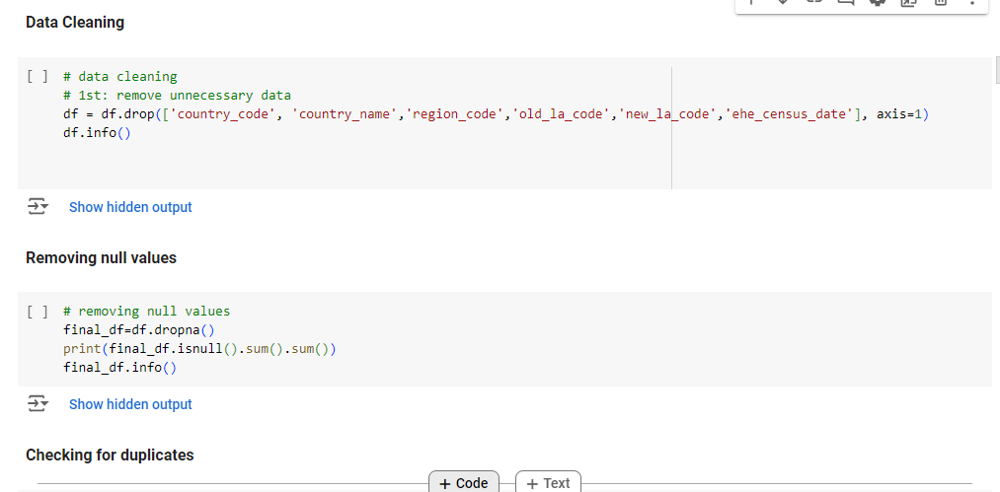 Data Cleaning
[ ] # data cleaning
# 1st: remove unnecessary data
df = df.drop(['country_code', 'country_name','region_code','old_la_code','new_la_code','ehe_census_date'], axis=1)
df.info()
Show hidden output
Removing null values
[ ] # removing null values
final_df=df.dropna()
print(final_df.isnull().sum().sum())
final_df.info()
Show hidden output
Checking for duplicates
+ Code + Text